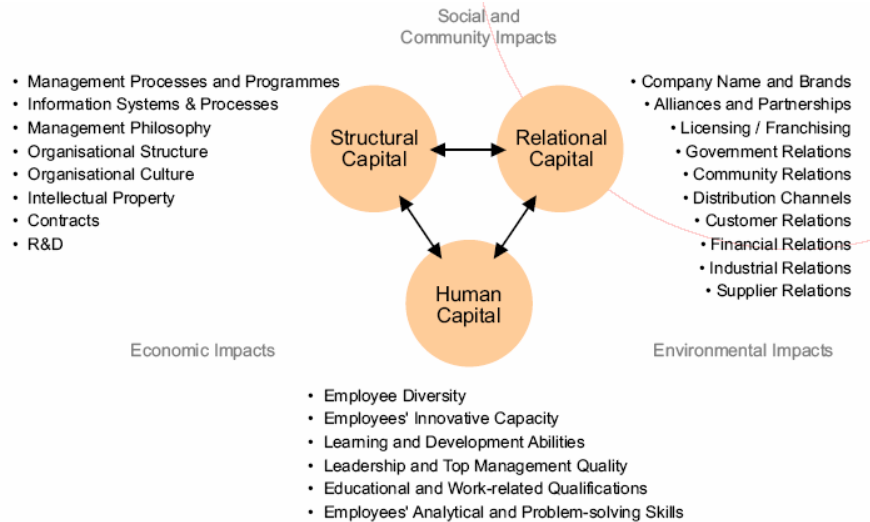 Social and
Community Impacts
• Management Processes and Programmes
• Information Systems & Processes
• Management Philosophy
• Organisational Structure
• Organisational Culture
• Intellectual Property
• Contracts
• R&D
Structural
Capital
Relational
Capital
• Company Name and Brands
• Alliances and Partnerships
• Licensing / Franchising
• Government Relations
• Community Relations
• Distribution Channels
• Customer Relations
• Financial Relations
• Industrial Relations
• Supplier Relations
Human
Capital
Economic Impacts
Environmental Impacts
• Employee Diversity
• Employees' Innovative Capacity
• Learning and Development Abilities
• Leadership and Top Management Quality
• Educational and Work-related Qualifications
• Employees' Analytical and Problem-solving Skills